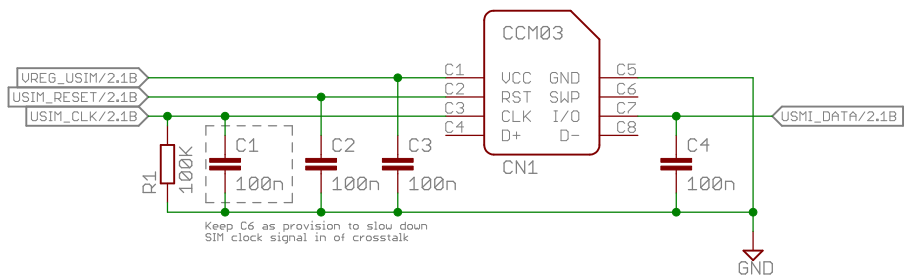 CCM03
VREG_USIM/2.1B
USIM_RESET/2.1B
USIM_CLK/2.1B
C1 VCC GND C5
C2 RST SWP C6
C3 CLK I/O C7
C4 D+ D- C8
USMI_DATA/2.1B
CN1
R1
100K
C1
100n
C2
100n
C3
100n
C4
100n
Keep C6 as provision to slow down
SIM clock signal in of crosstalk
GND